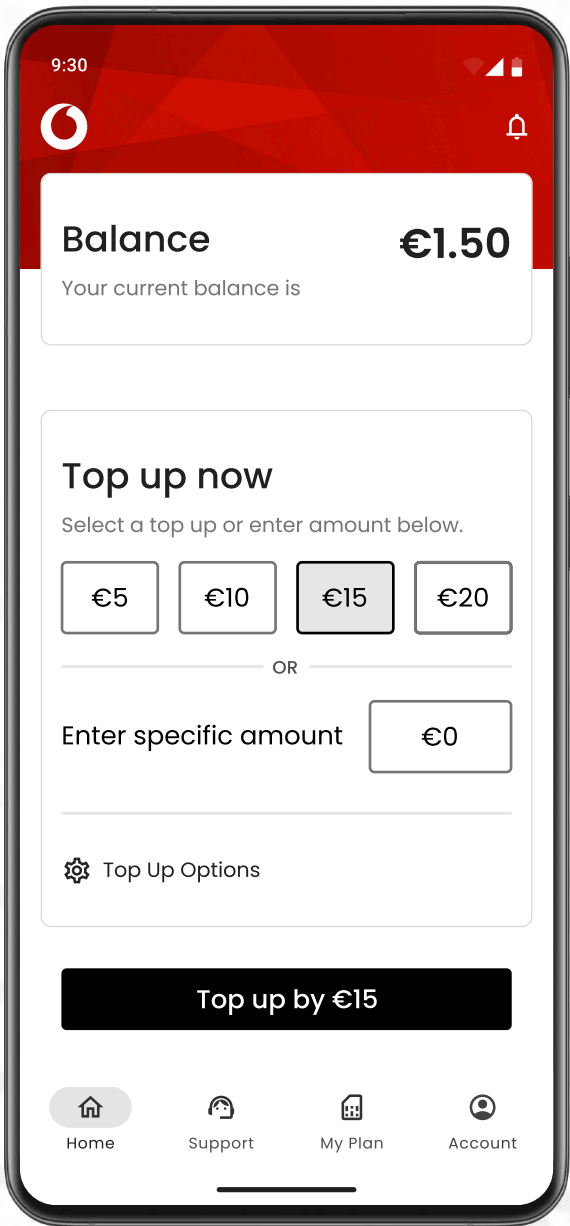 9:30
Balance
€1.50
Your current balance is
Top up now
Select a top up or enter amount below.
€5 €10 €15 €20
OR
Enter specific amount €0
Top Up Options
Top up by €15
Home Support My Plan Account